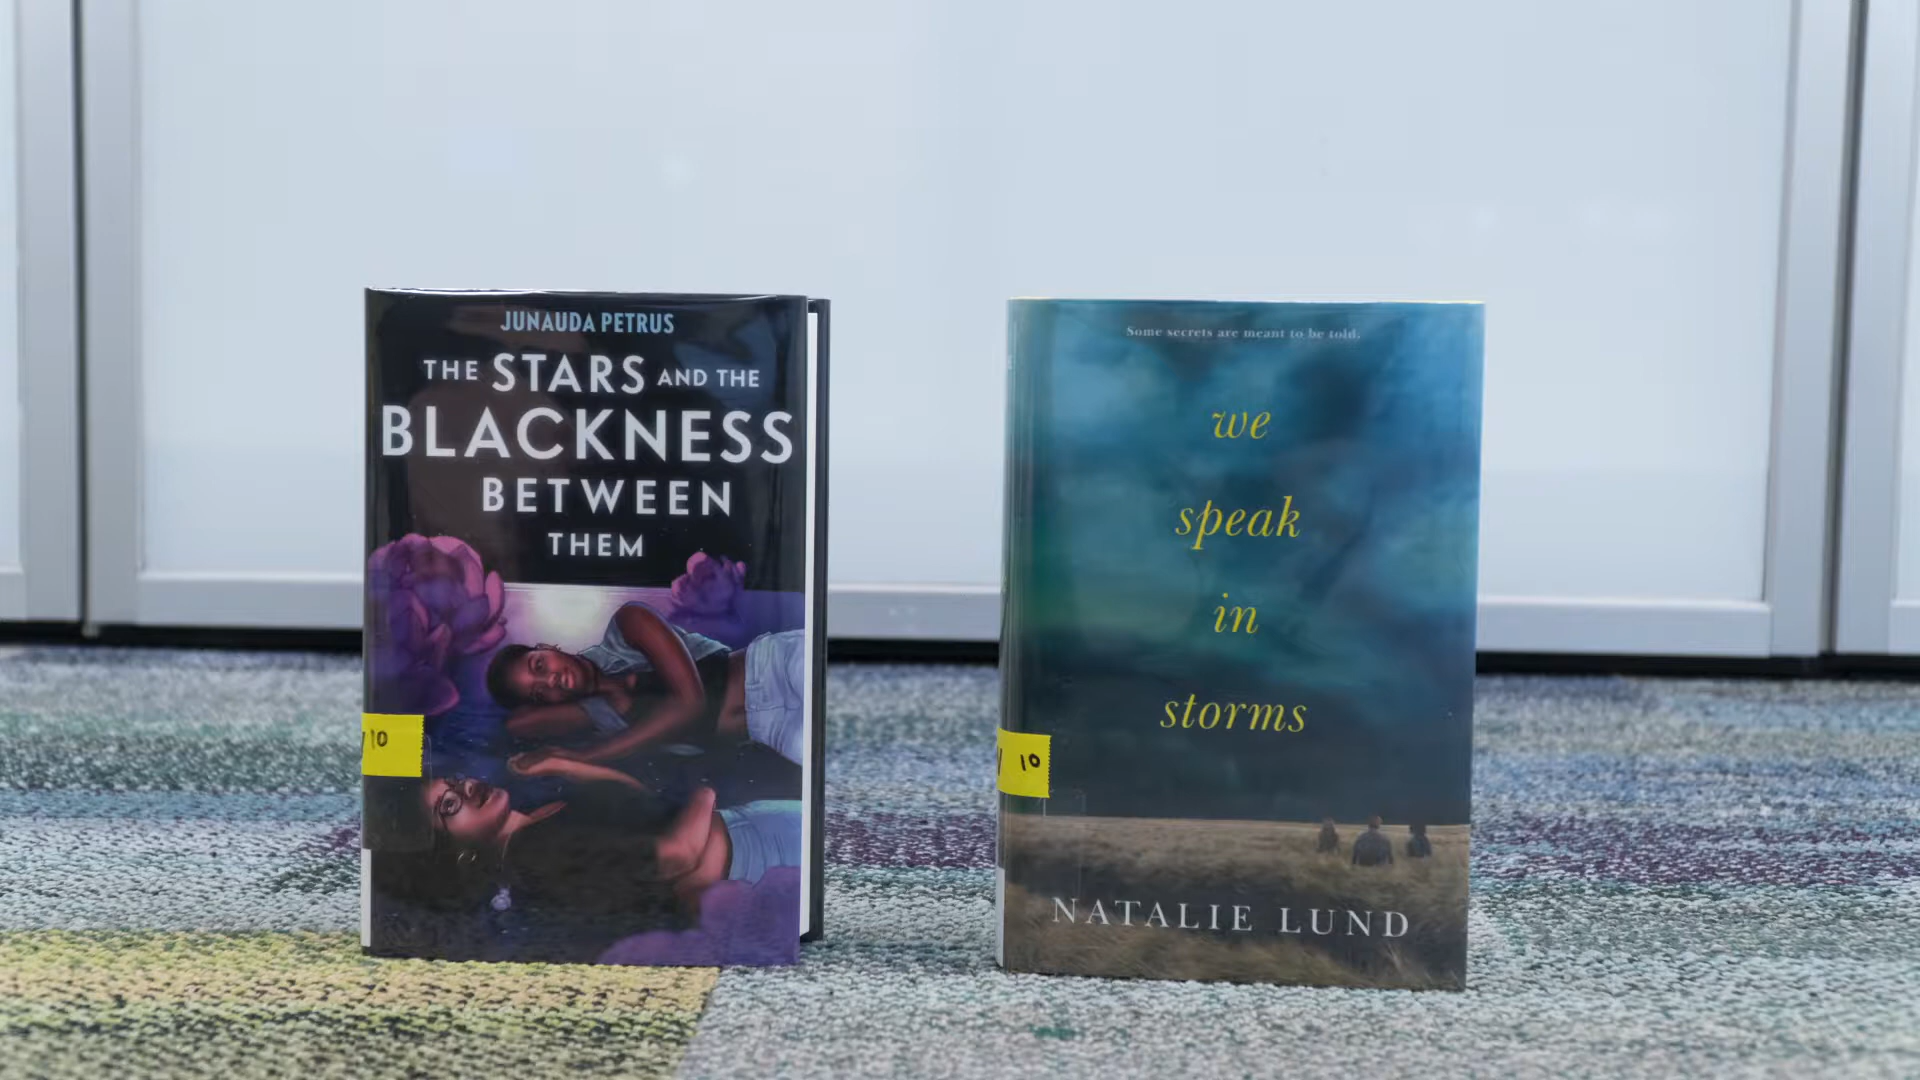 JUNAUDA PETRUS
THE STARS AND THE
BLACKNESS
BETWEEN
THEM
10
Some secrets are meant to be told.
we
speak
in
storms
10
NATALIE LUND